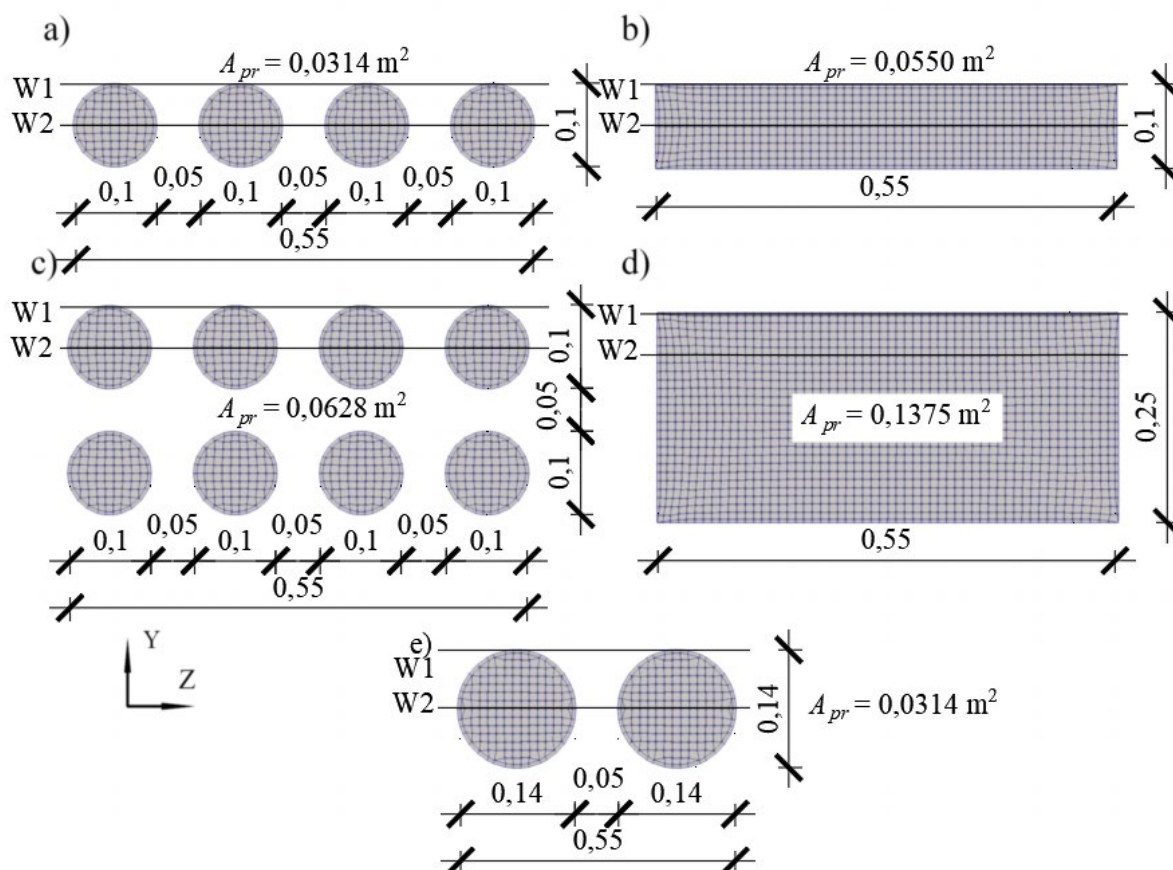 a)
A_pr = 0,0314 m²
W1
W2
0,1
0,1 0,05 0,1 0,05 0,1 0,05 0,1
0,55
b)
A_pr = 0,0550 m²
W1
W2
0,1
0,55
c)
W1
W2
0,1
A_pr = 0,0628 m²
0,05
0,1
0,1 0,05 0,1 0,05 0,1 0,05 0,1
0,55
d)
W1
W2
A_pr = 0,1375 m²
0,25
0,55
Y
Z
e)
W1
W2
0,14
A_pr = 0,0314 m²
0,14 0,05 0,14
0,55